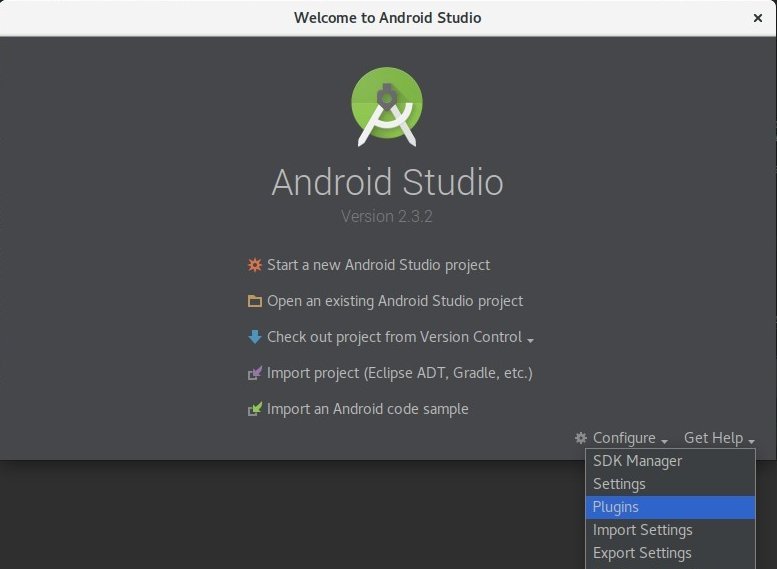 Welcome to Android Studio
Android Studio
Version 2.3.2
Start a new Android Studio project
Open an existing Android Studio project
Check out project from Version Control
Import project (Eclipse ADT, Gradle, etc.)
Import an Android code sample
Configure Get Help
SDK Manager
Settings
Plugins
Import Settings
Export Settings